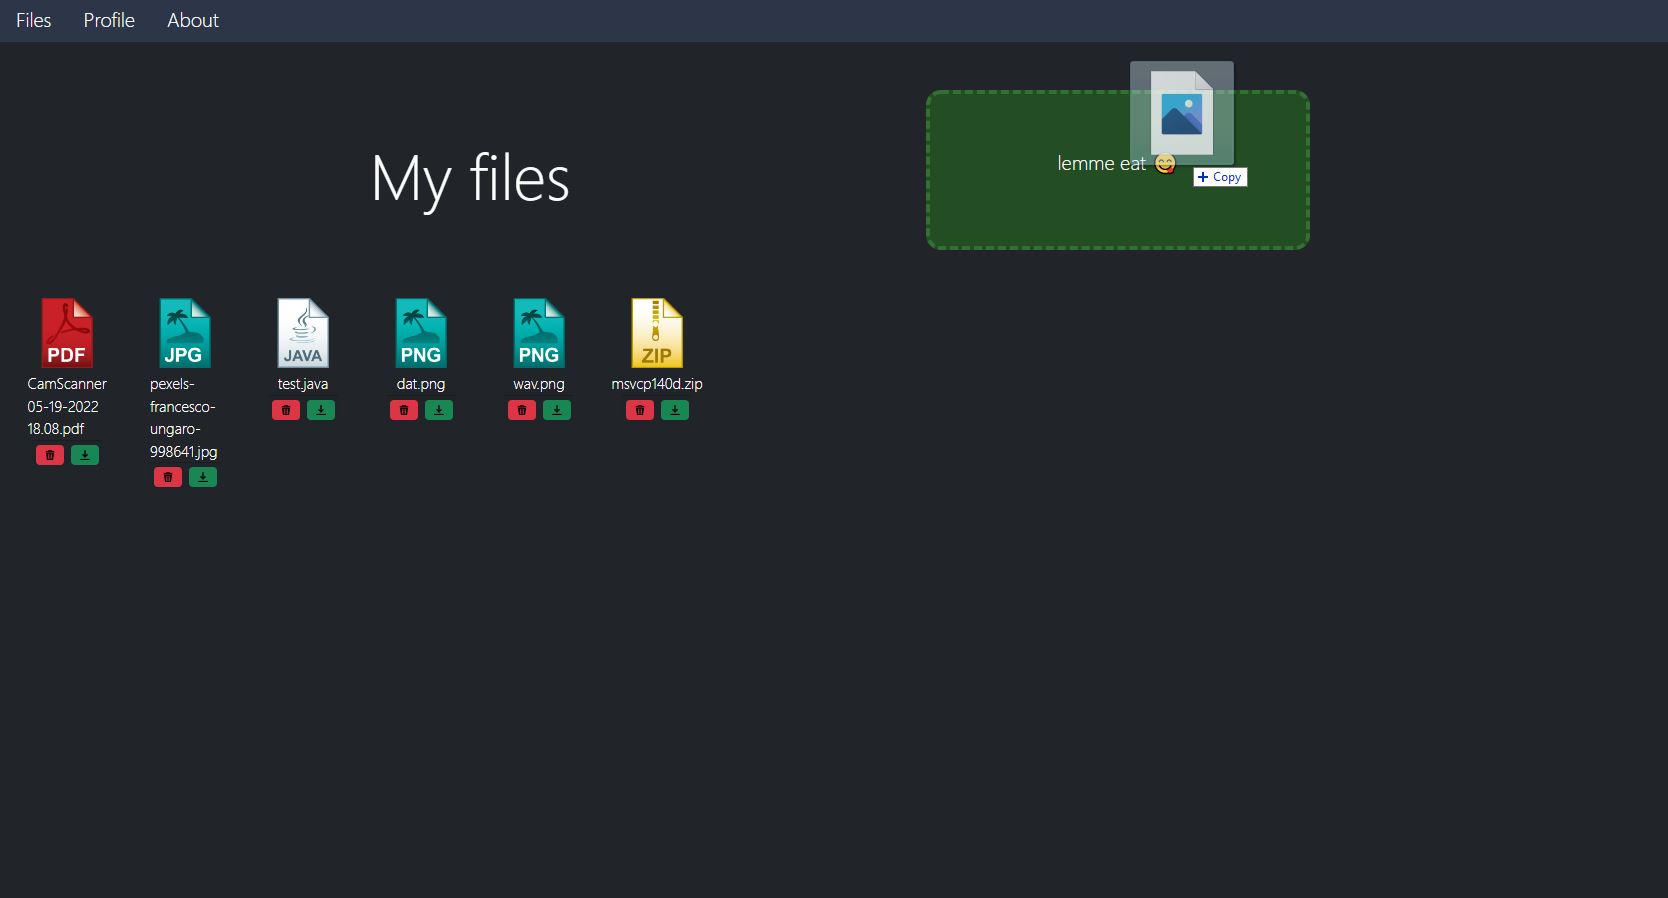 Files Profile About
My files
lemme eat 😋
+ Copy
PDF
CamScanner
05-19-2022
18.08.pdf
JPG
pexels-
francesco-
ungaro-
998641.jpg
JAVA
test.java
PNG
dat.png
PNG
wav.png
ZIP
msvcp140d.zip